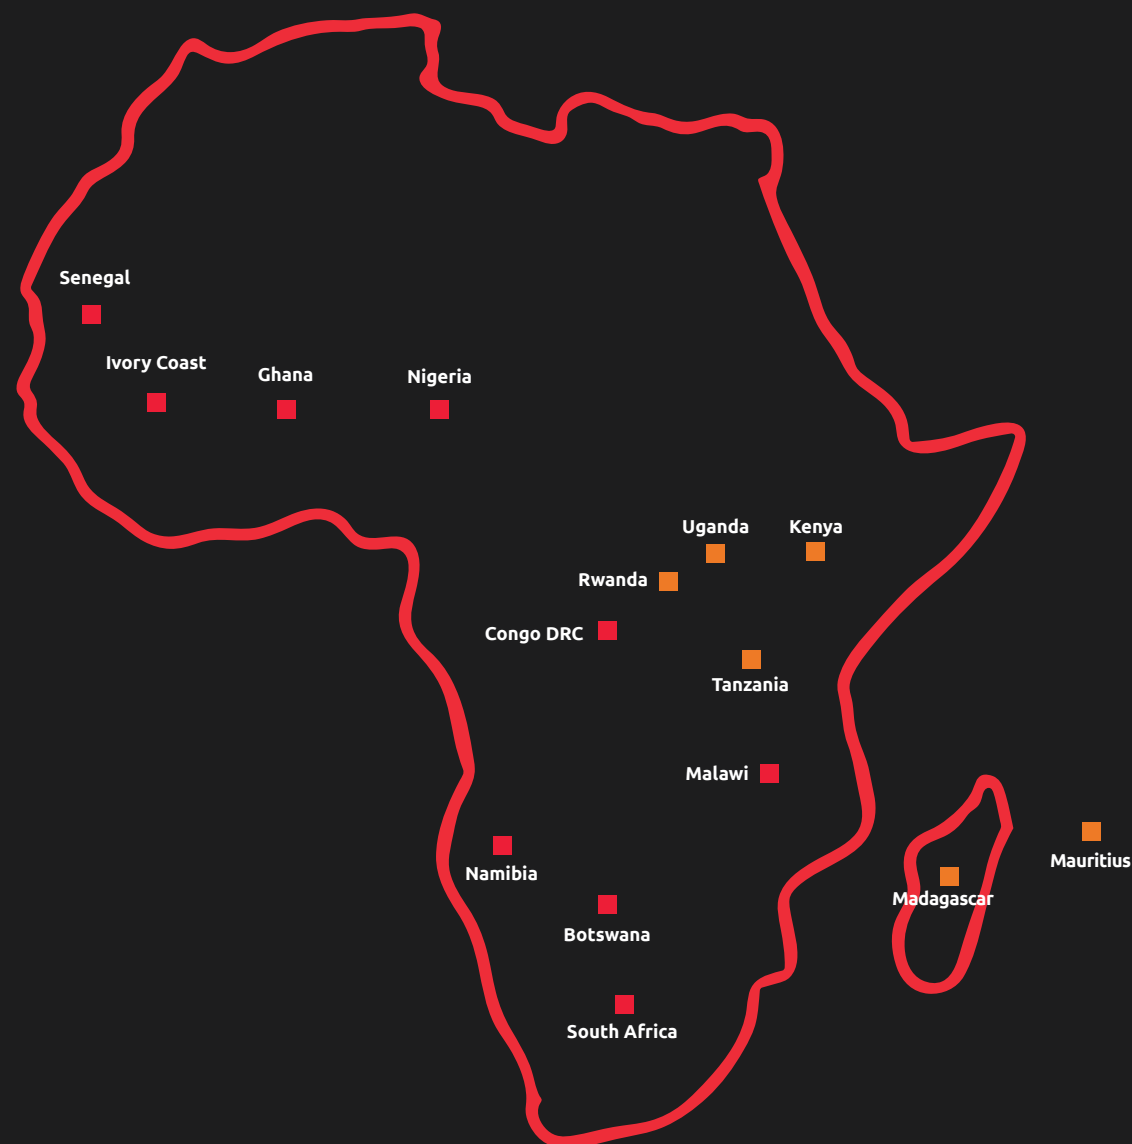 Senegal
Ivory Coast
Ghana
Nigeria
Uganda
Kenya
Rwanda
Congo DRC
Tanzania
Malawi
Mauritius
Namibia
Madagascar
Botswana
South Africa